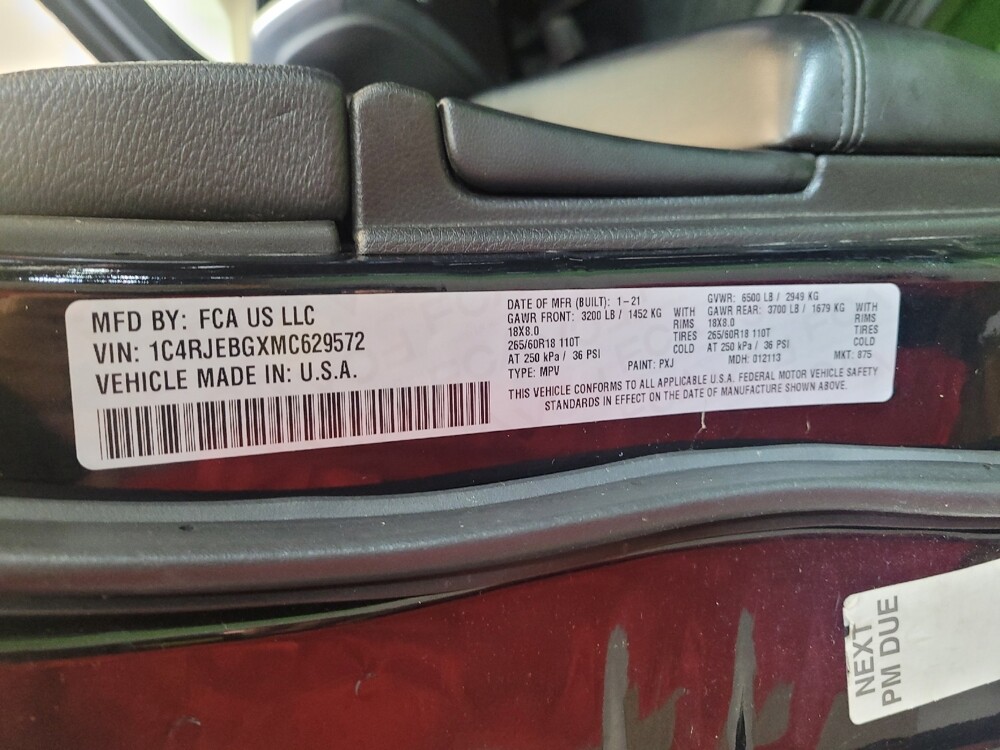 MFD BY: FCA US LLC
VIN: 1C4RJEBGXMC629572
VEHICLE MADE IN: U.S.A.
DATE OF MFR (BUILT): 1-21
GAWR FRONT: 3200 LB / 1452 KG WITH
18X8.0 RIMS
265/60R18 110T TIRES
AT 250 kPa / 36 PSI COLD
TYPE: MPV PAINT: PXJ
GVWR: 6500 LB / 2949 KG
GAWR REAR: 3700 LB / 1679 KG WITH
18X8.0 RIMS
265/60R18 110T TIRES
AT 250 kPa / 36 PSI COLD
MDH: 012113 MKT: 875
THIS VEHICLE CONFORMS TO ALL APPLICABLE U.S.A. FEDERAL MOTOR VEHICLE SAFETY
STANDARDS IN EFFECT ON THE DATE OF MANUFACTURE SHOWN ABOVE.
NEXT
PM DUE